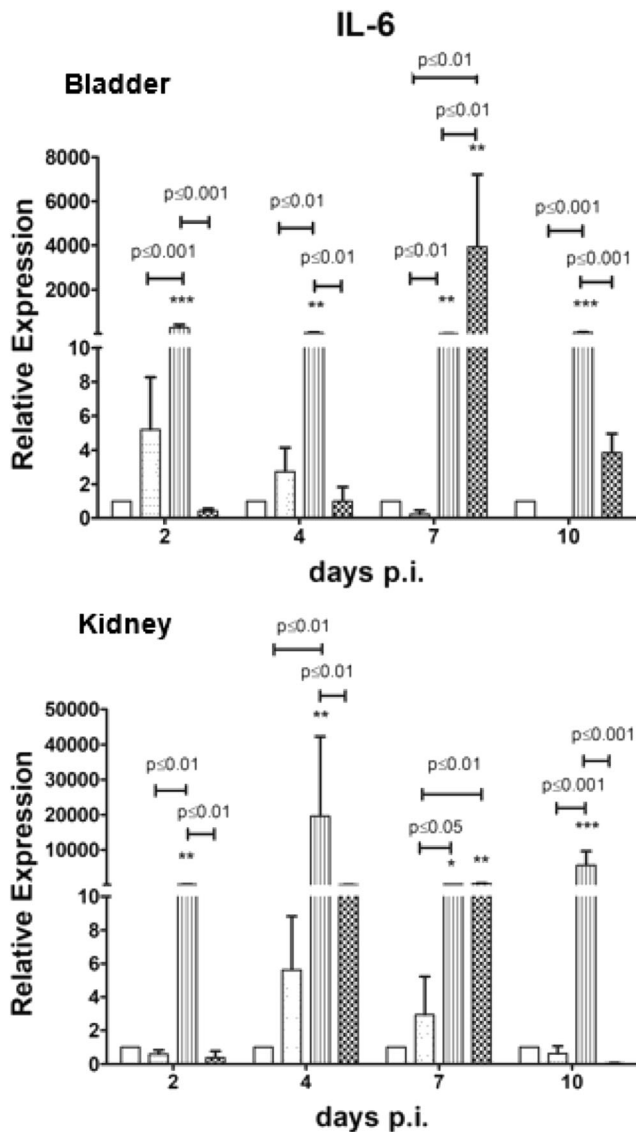 IL-6
Bladder
p≤0.01
p≤0.01
**
p≤0.001
p≤0.01
p≤0.001
p≤0.001
p≤0.01
p≤0.01
p≤0.001
***
**
**
***
Relative Expression
8000
6000
4000
2000
10
8
6
4
2
0
2 4 7 10
days p.i.
Kidney
p≤0.01
p≤0.01
**
p≤0.001
p≤0.01
p≤0.01
p≤0.001
p≤0.01
p≤0.05
***
**
*
**
Relative Expression
50000
40000
30000
20000
10000
10
8
6
4
2
0
2 4 7 10
days p.i.